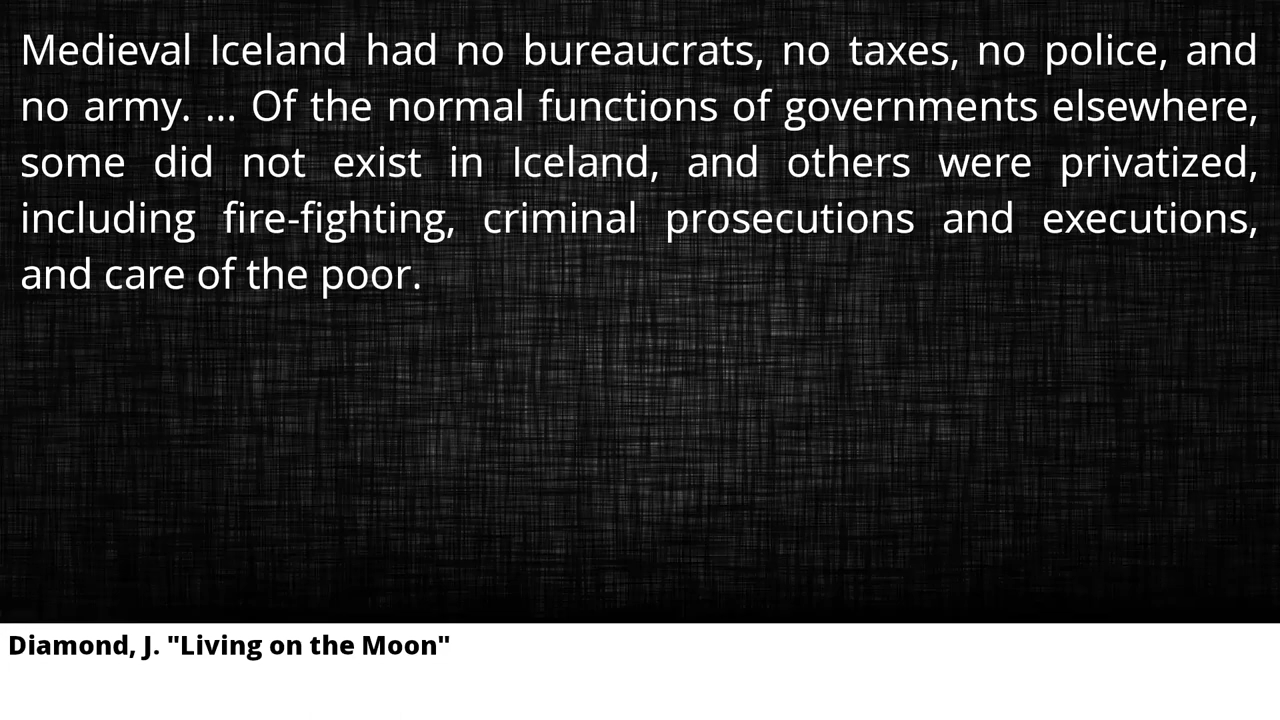 Medieval Iceland had no bureaucrats, no taxes, no police, and
no army. ... Of the normal functions of governments elsewhere,
some did not exist in Iceland, and others were privatized,
including fire-fighting, criminal prosecutions and executions,
and care of the poor.
Diamond, J. "Living on the Moon"